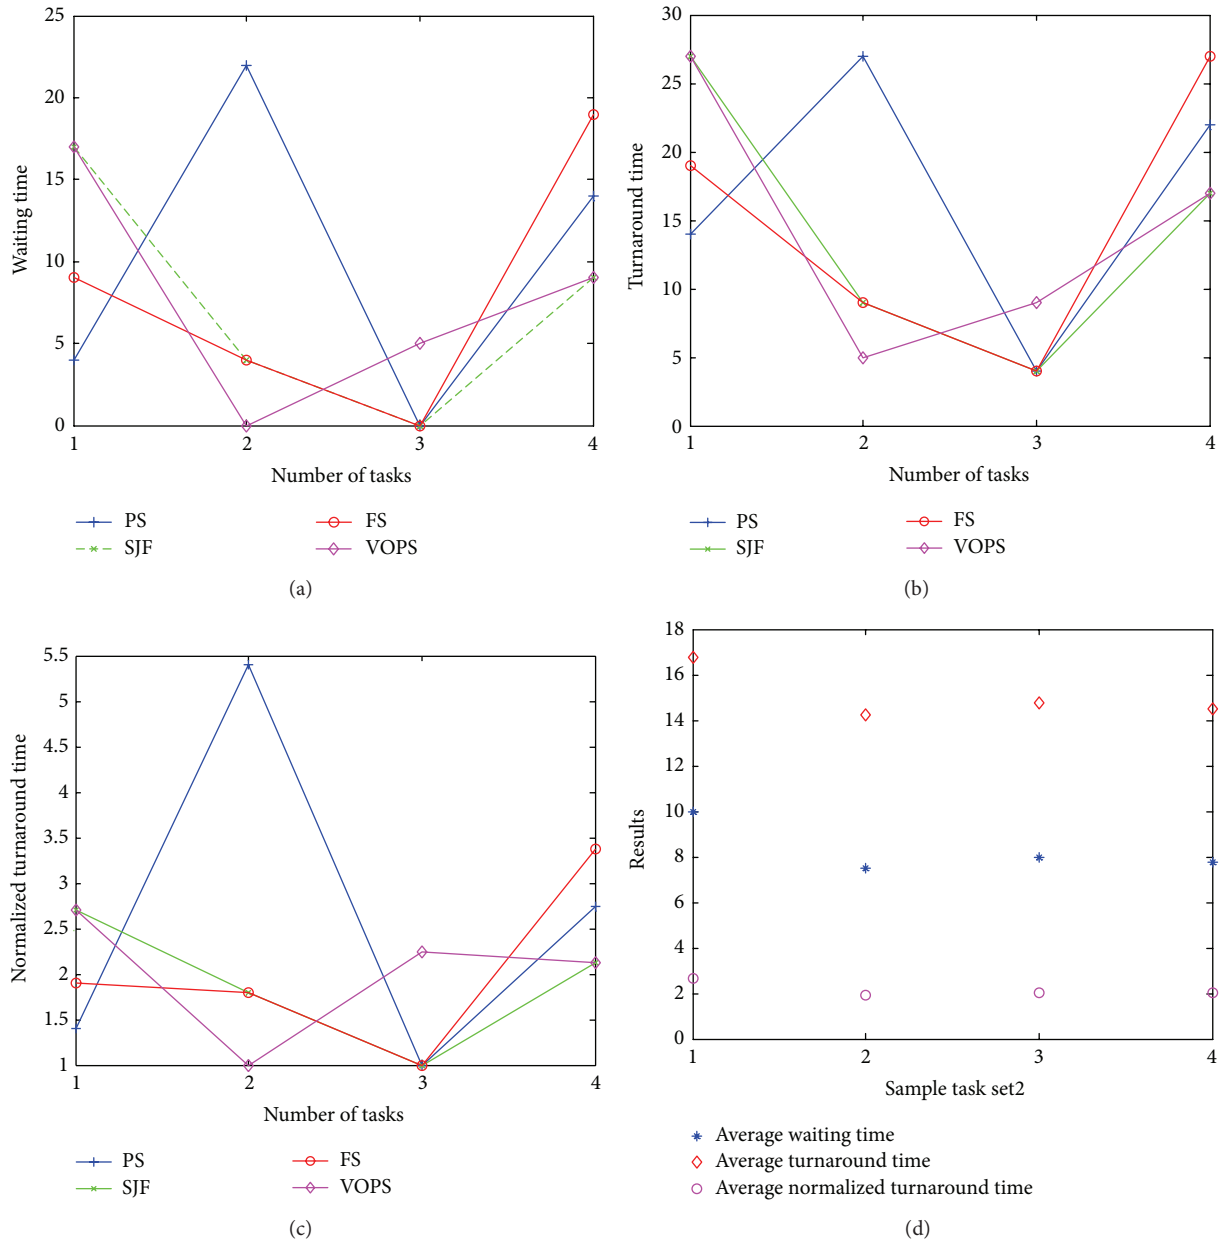 25
20
15
10
5
0
Waiting time
1 2 3 4
Number of tasks
PS FS
SJF VOPS
(a)
30
25
20
15
10
5
0
Turnaround time
1 2 3 4
Number of tasks
PS FS
SJF VOPS
(b)
5.5
5
4.5
4
3.5
3
2.5
2
1.5
1
Normalized turnaround time
1 2 3 4
Number of tasks
PS FS
SJF VOPS
(c)
18
16
14
12
10
8
6
4
2
0
Results
1 2 3 4
Sample task set2
Average waiting time
Average turnaround time
Average normalized turnaround time
(d)